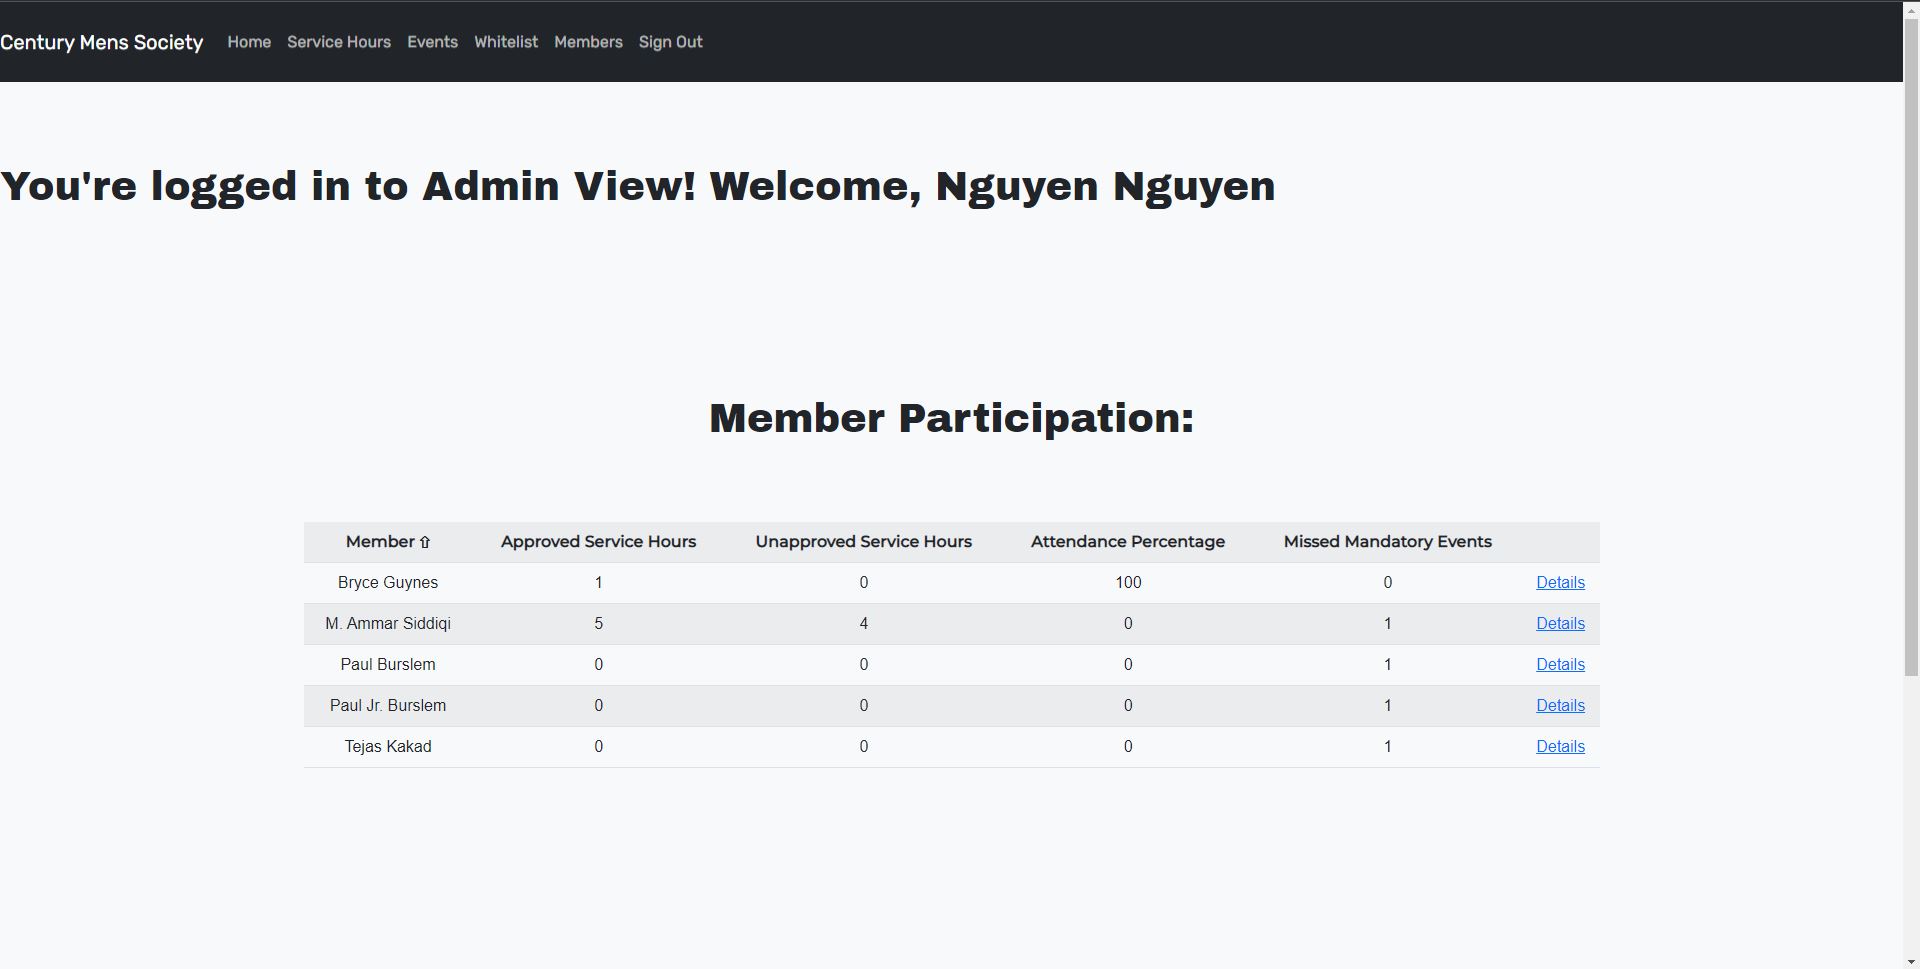 Century Mens Society Home Service Hours Events Whitelist Members Sign Out
You're logged in to Admin View! Welcome, Nguyen Nguyen
Member Participation:
Member ⇧ Approved Service Hours Unapproved Service Hours Attendance Percentage Missed Mandatory Events
Bryce Guynes 1 0 100 0 Details
M. Ammar Siddiqi 5 4 0 1 Details
Paul Burslem 0 0 0 1 Details
Paul Jr. Burslem 0 0 0 1 Details
Tejas Kakad 0 0 0 1 Details